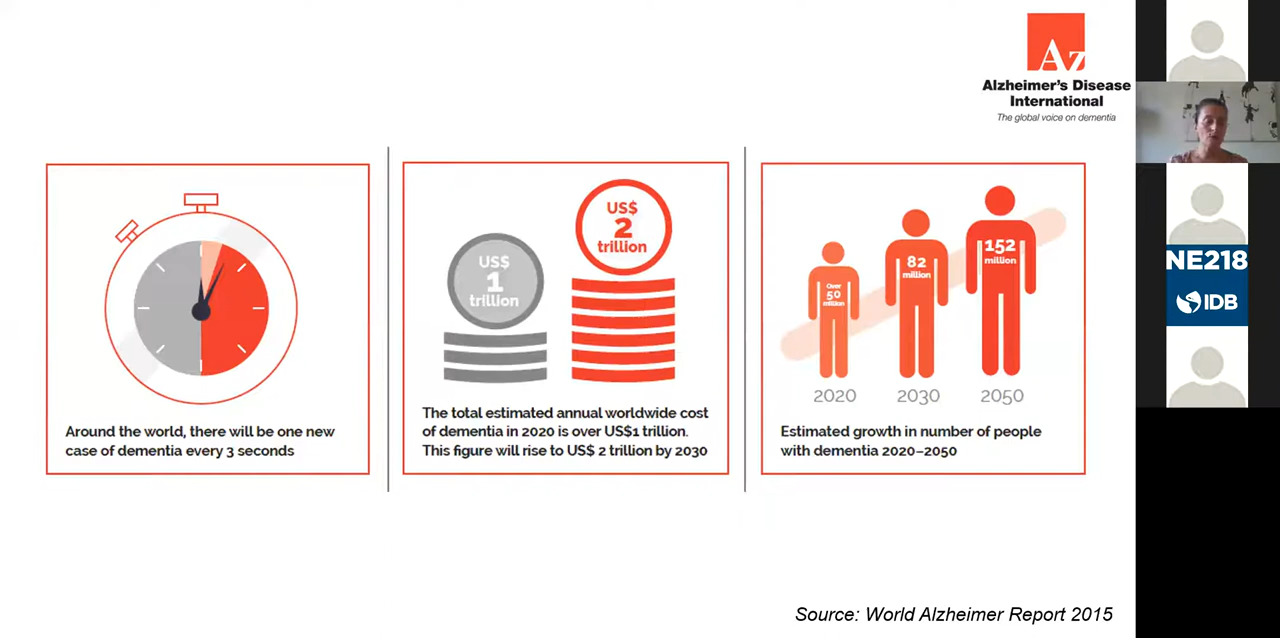 Az
Alzheimer's Disease
International
The global voice on dementia
Around the world, there will be one new
case of dementia every 3 seconds
US$
1
trillion
US$
2
trillion
The total estimated annual worldwide cost
of dementia in 2020 is over US$1 trillion.
This figure will rise to US$ 2 trillion by 2030
Over
50
million
82
million
152
million
2020
2030
2050
Estimated growth in number of people
with dementia 2020–2050
Source: World Alzheimer Report 2015
NE218
IDB